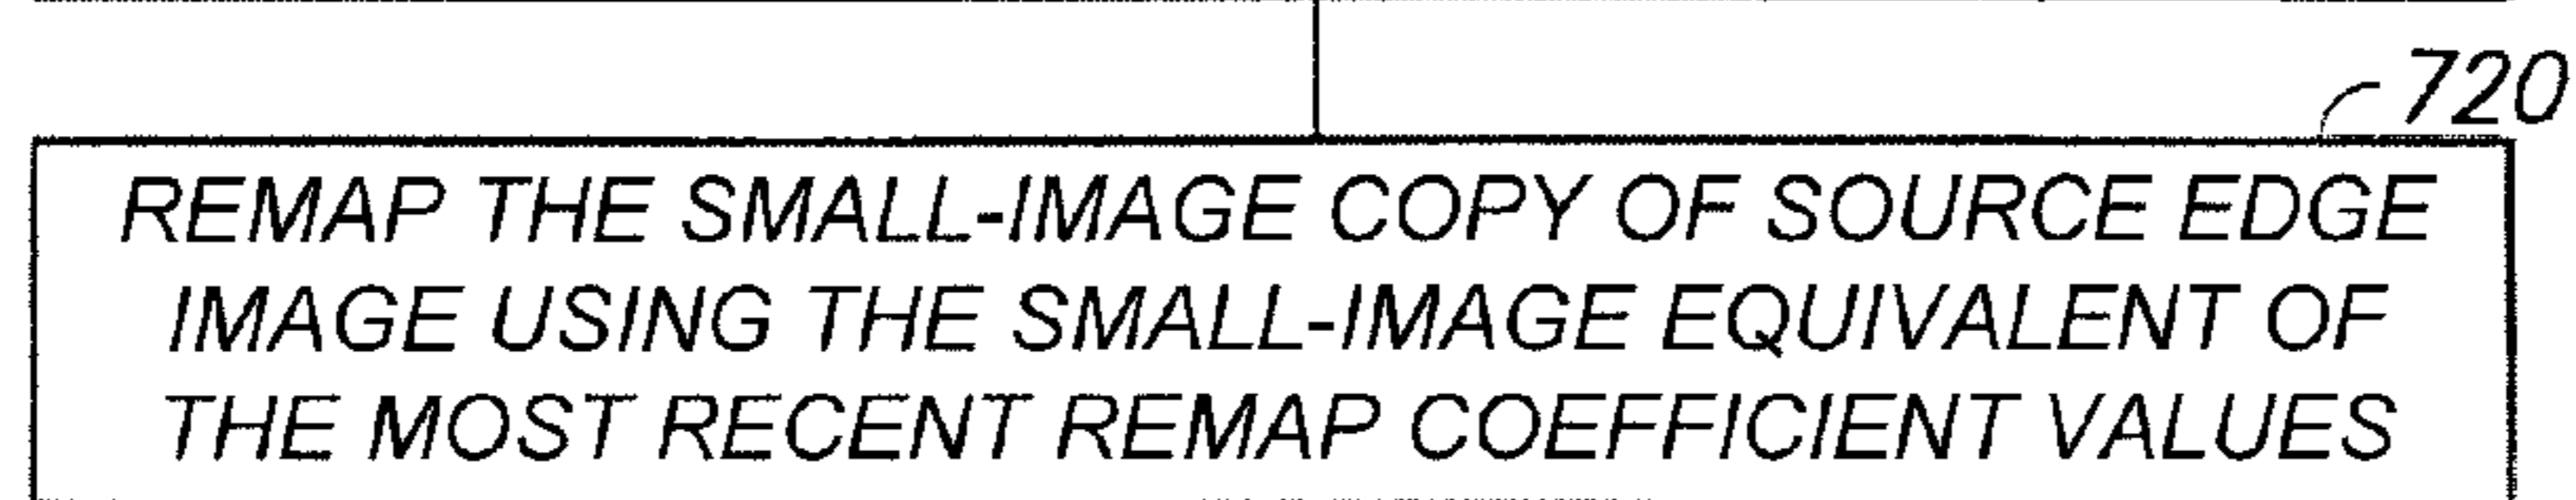 720
REMAP THE SMALL-IMAGE COPY OF SOURCE EDGE
IMAGE USING THE SMALL-IMAGE EQUIVALENT OF
THE MOST RECENT REMAP COEFFICIENT VALUES